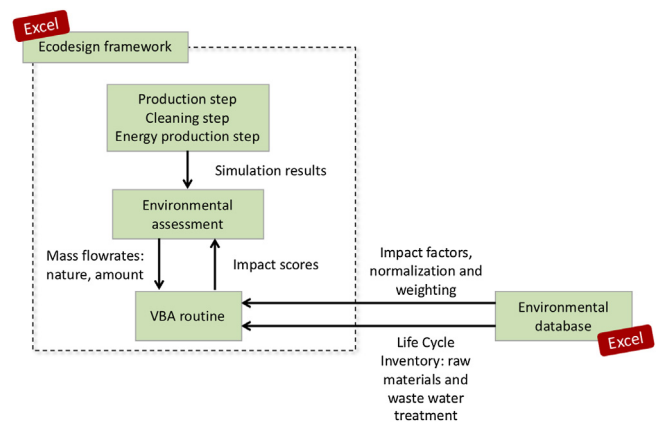 Excel
Ecodesign framework
Production step
Cleaning step
Energy production step
Simulation results
Environmental
assessment
Mass flowrates:
nature, amount
Impact scores
VBA routine
Impact factors,
normalization and
weighting
Environmental
database
Excel
Life Cycle
Inventory: raw
materials and
waste water
treatment